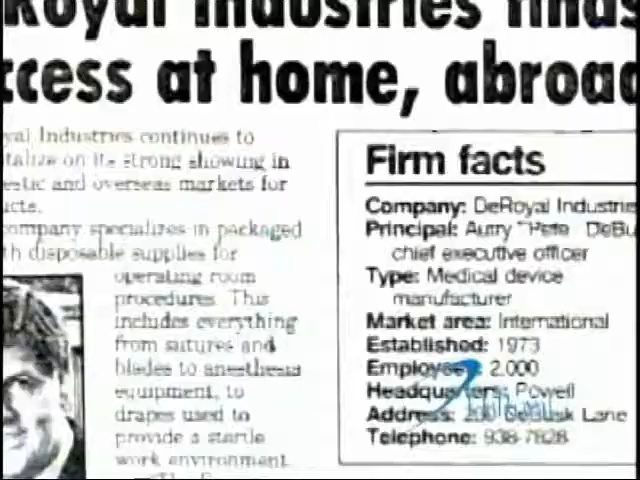 Royal Industries finds
ccess at home, abroad
yal Industries continues to
talize on its strong showing in
estic and overseas markets for
ucts.
ompany specializes in packaged
th disposable supplies for
operating room
procedures. This
includes everything
from sutures and
blades to anesthesia
equipment, to
drapes used to
provide a sterile
work environment.
Firm facts
Company: DeRoyal Industrie
Principal: Autry "Pete" DeBu
chief executive officer
Type: Medical device
manufacturer
Market area: International
Established: 1973
Employees: 2,000
Headquarters: Powell
Address: 200 DeBusk Lane
Telephone: 938-7828